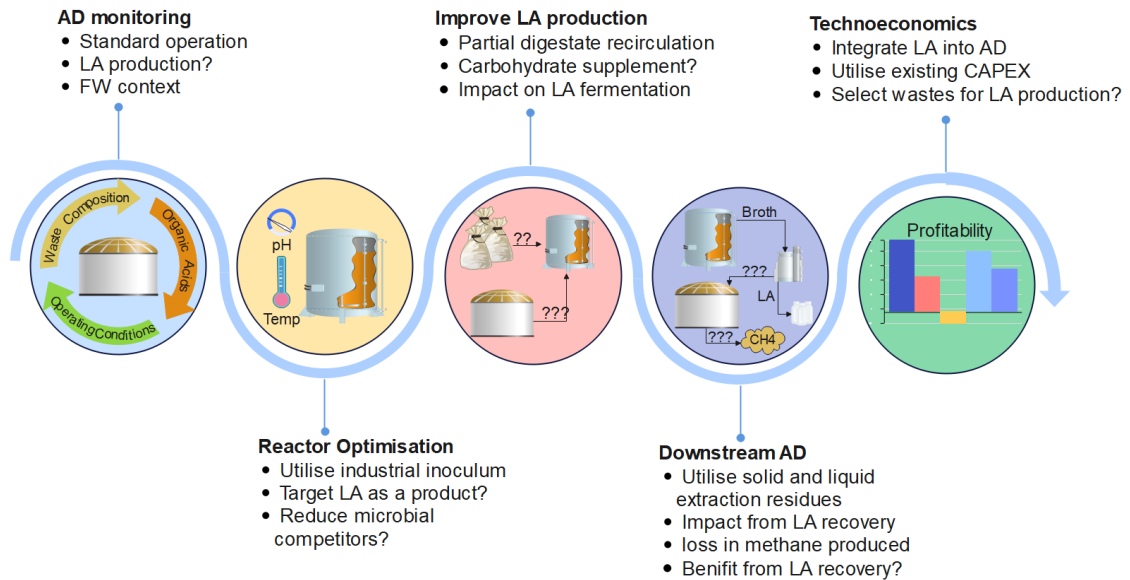 AD monitoring
• Standard operation
• LA production?
• FW context
Improve LA production
• Partial digestate recirculation
• Carbohydrate supplement?
• Impact on LA fermentation
Technoeconomics
• Integrate LA into AD
• Utilise existing CAPEX
• Select wastes for LA production?
Waste Composition
Organic Acids
Operating Conditions
pH
Temp
??
???
Broth
???
LA
???
CH4
Profitability
Reactor Optimisation
• Utilise industrial inoculum
• Target LA as a product?
• Reduce microbial
competitors?
Downstream AD
• Utilise solid and liquid
extraction residues
• Impact from LA recovery
• loss in methane produced
• Benifit from LA recovery?